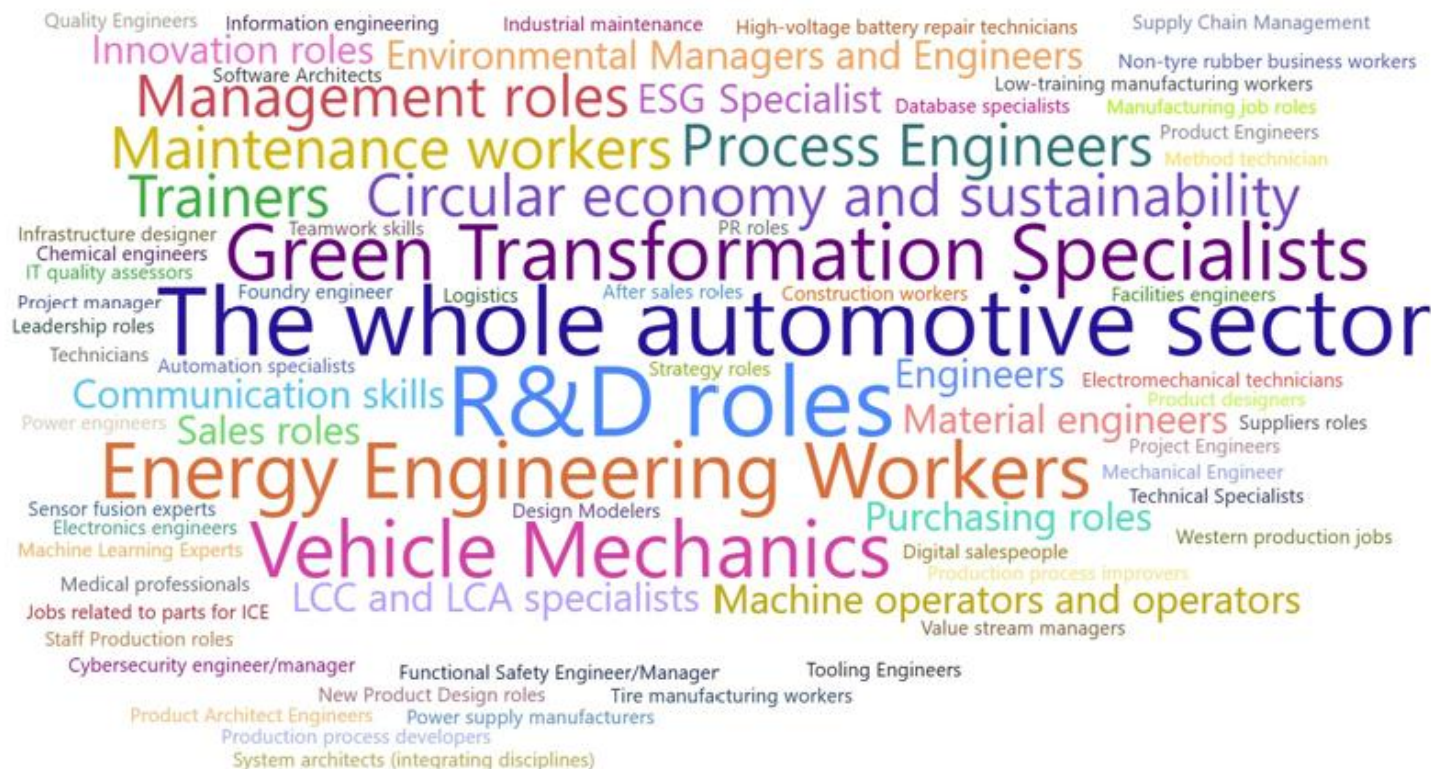 Quality Engineers
Information engineering
Industrial maintenance
High-voltage battery repair technicians
Supply Chain Management
Innovation roles
Environmental Managers and Engineers
Non-tyre rubber business workers
Software Architects
Low-training manufacturing workers
Management roles
ESG Specialist
Database specialists
Manufacturing job roles
Maintenance workers
Process Engineers
Product Engineers
Method technician
Trainers
Circular economy and sustainability
Infrastructure designer
Teamwork skills
PR roles
Chemical engineers
Green Transformation Specialists
IT quality assessors
Project manager
Foundry engineer
Logistics
After sales roles
Construction workers
Facilities engineers
Leadership roles
The whole automotive sector
Technicians
Automation specialists
Strategy roles
Engineers
Electromechanical technicians
Communication skills
R&D roles
Product designers
Power engineers
Sales roles
Material engineers
Suppliers roles
Project Engineers
Energy Engineering Workers
Mechanical Engineer
Technical Specialists
Sensor fusion experts
Design Modelers
Purchasing roles
Electronics engineers
Western production jobs
Machine Learning Experts
Vehicle Mechanics
Digital salespeople
Production process improvers
Medical professionals
LCC and LCA specialists
Machine operators and operators
Jobs related to parts for ICE
Value stream managers
Staff Production roles
Cybersecurity engineer/manager
Functional Safety Engineer/Manager
Tooling Engineers
New Product Design roles
Tire manufacturing workers
Product Architect Engineers
Power supply manufacturers
Production process developers
System architects (integrating disciplines)